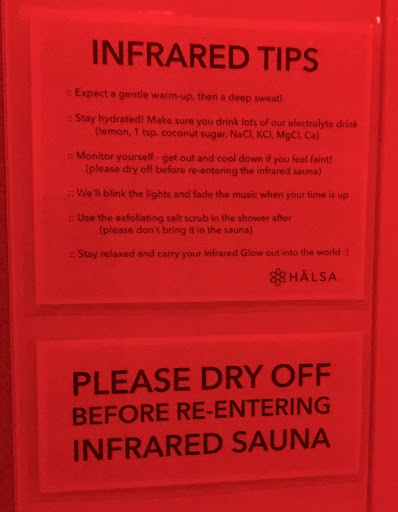 INFRARED TIPS
:: Expect a gentle warm-up, then a deep sweat!
:: Stay hydrated! Make sure you drink lots of our electrolyte drink
(lemon, 1 tsp. coconut sugar, NaCl, KCl, MgCl, Ca)
:: Monitor yourself - get out and cool down if you feel faint!
(please dry off before re-entering the infrared sauna)
:: We'll blink the lights and fade the music when your time is up
:: Use the exfoliating salt scrub in the shower after
(please don't bring it in the sauna)
:: Stay relaxed and carry your Infrared Glow out into the world :)
HÄLSA
PLEASE DRY OFF
BEFORE RE-ENTERING
INFRARED SAUNA